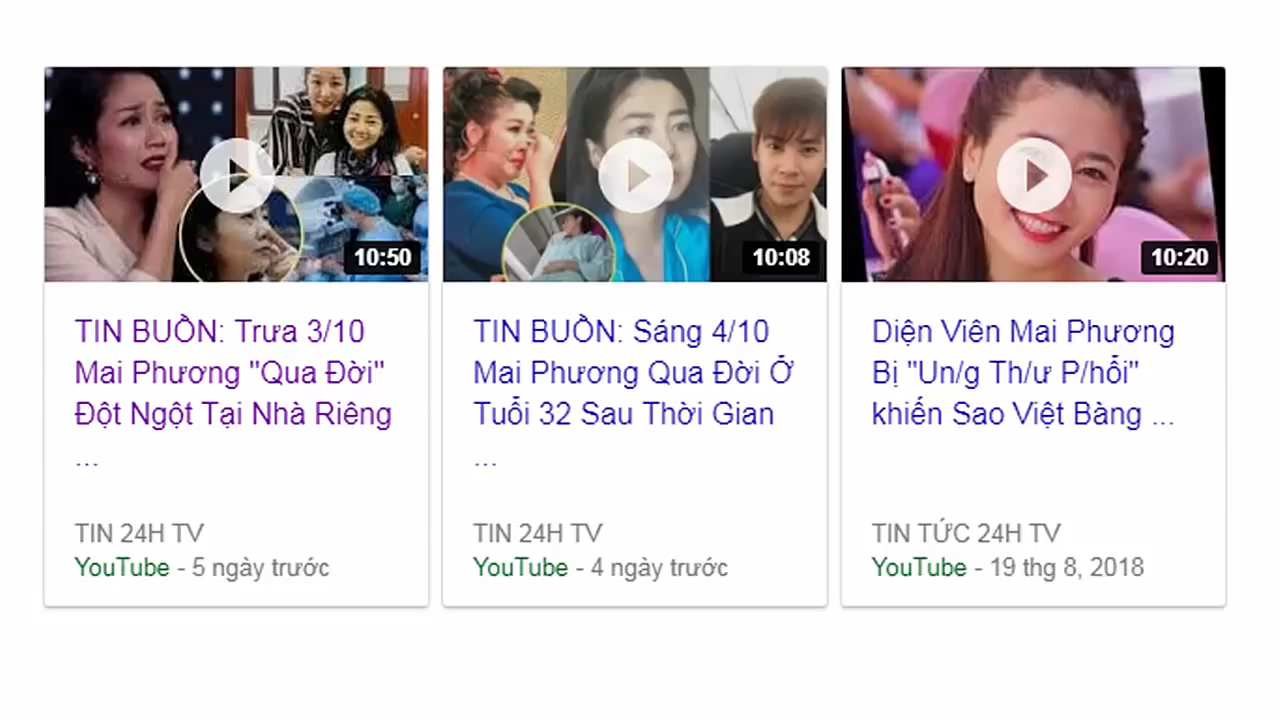 10:50
TIN BUỒN: Trưa 3/10
Mai Phương "Qua Đời"
Đột Ngột Tại Nhà Riêng
...
TIN 24H TV
YouTube - 5 ngày trước
10:08
TIN BUỒN: Sáng 4/10
Mai Phương Qua Đời Ở
Tuổi 32 Sau Thời Gian
...
TIN 24H TV
YouTube - 4 ngày trước
10:20
Diện Viên Mai Phương
Bị "Un/g Th/ư P/hổi"
khiến Sao Việt Bàng ...
TIN TỨC 24H TV
YouTube - 19 thg 8, 2018